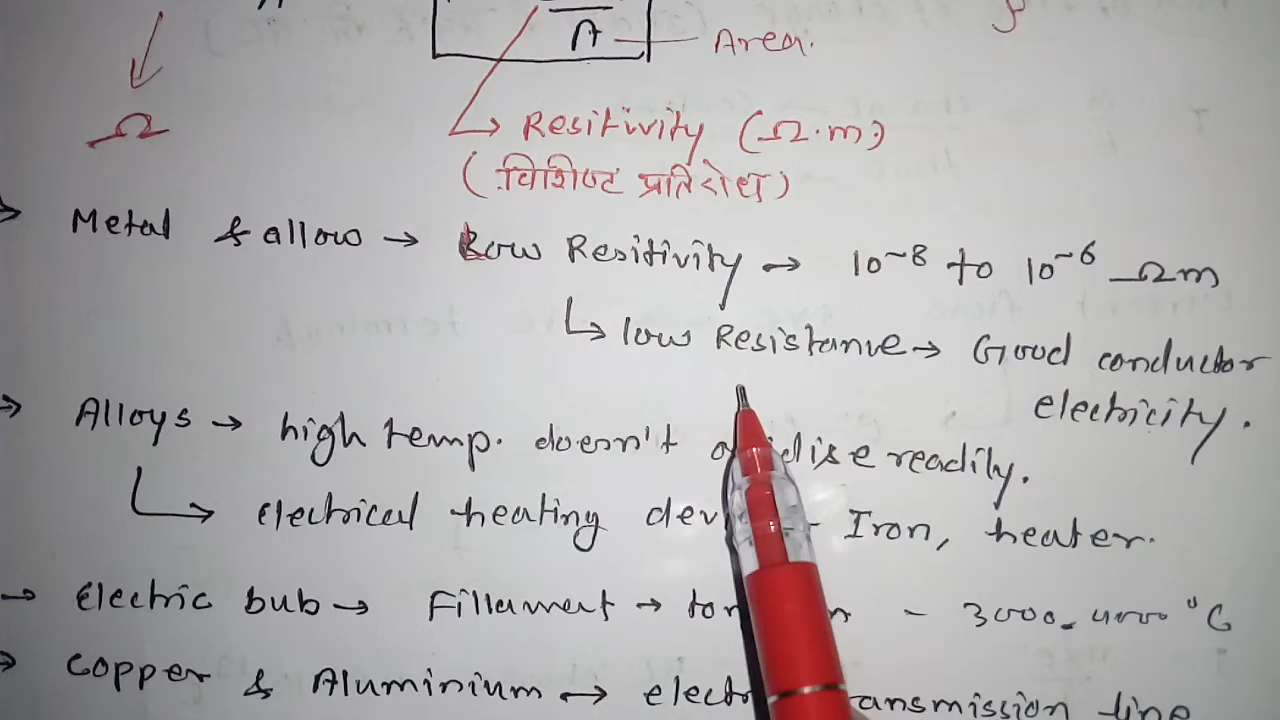 A
Area.
Ω
Resitivity (Ω.m)
(विशिष्ट प्रतिरोध)
Metal & allow → Low Resitivity → 10⁻⁸ to 10⁻⁶ Ωm
↳ low Resistance → Good conductor
electricity.
Alloys → high temp. doesn't readily.
↳ Electrical heating - Iron, heater.
→ Electric bub → Fillament → - 3000-4000 °C
Copper & Aluminium → line